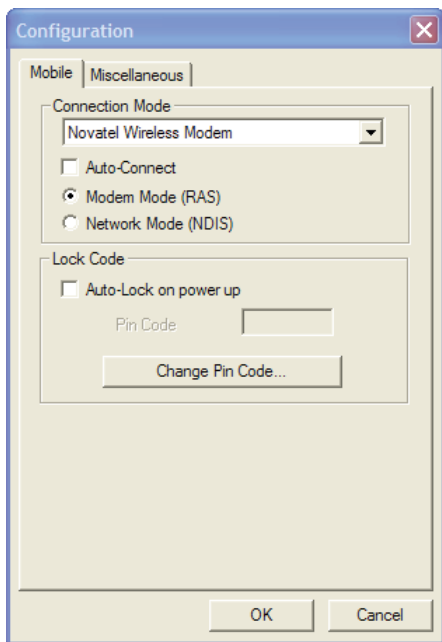 Configuration
Mobile
Miscellaneous
Connection Mode
Novatel Wireless Modem
Auto-Connect
Modem Mode (RAS)
Network Mode (NDIS)
Lock Code
Auto-Lock on power up
Pin Code
Change Pin Code...
OK
Cancel